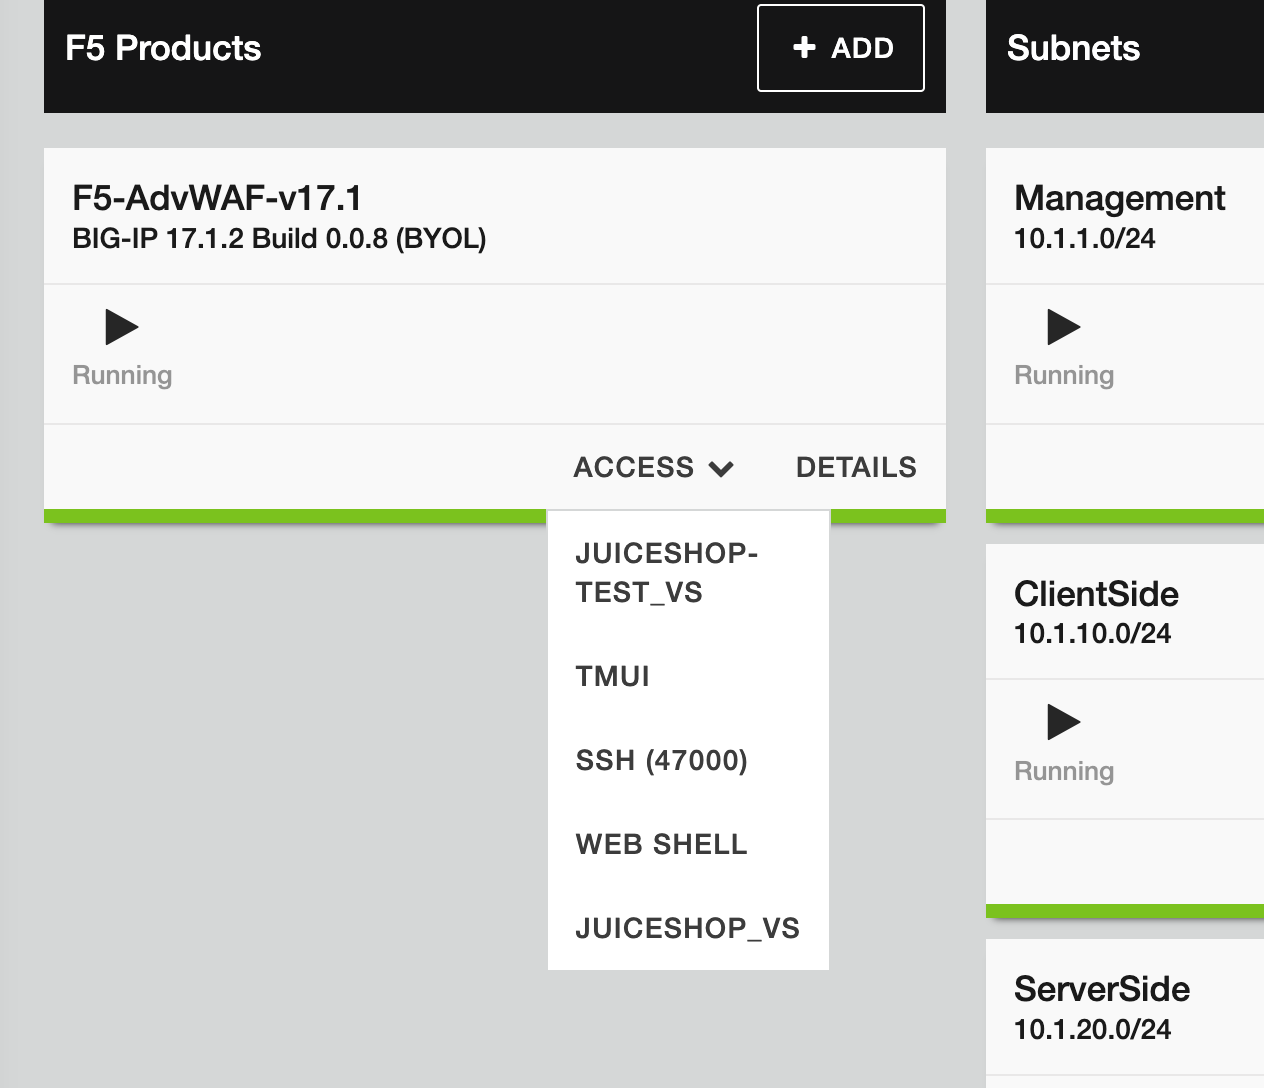 F5 Products
+ ADD
Subnets
F5-AdvWAF-v17.1
BIG-IP 17.1.2 Build 0.0.8 (BYOL)
Running
ACCESS
DETAILS
JUICESHOP-
TEST_VS
TMUI
SSH (47000)
WEB SHELL
JUICESHOP_VS
Management
10.1.1.0/24
Running
ClientSide
10.1.10.0/24
Running
ServerSide
10.1.20.0/24